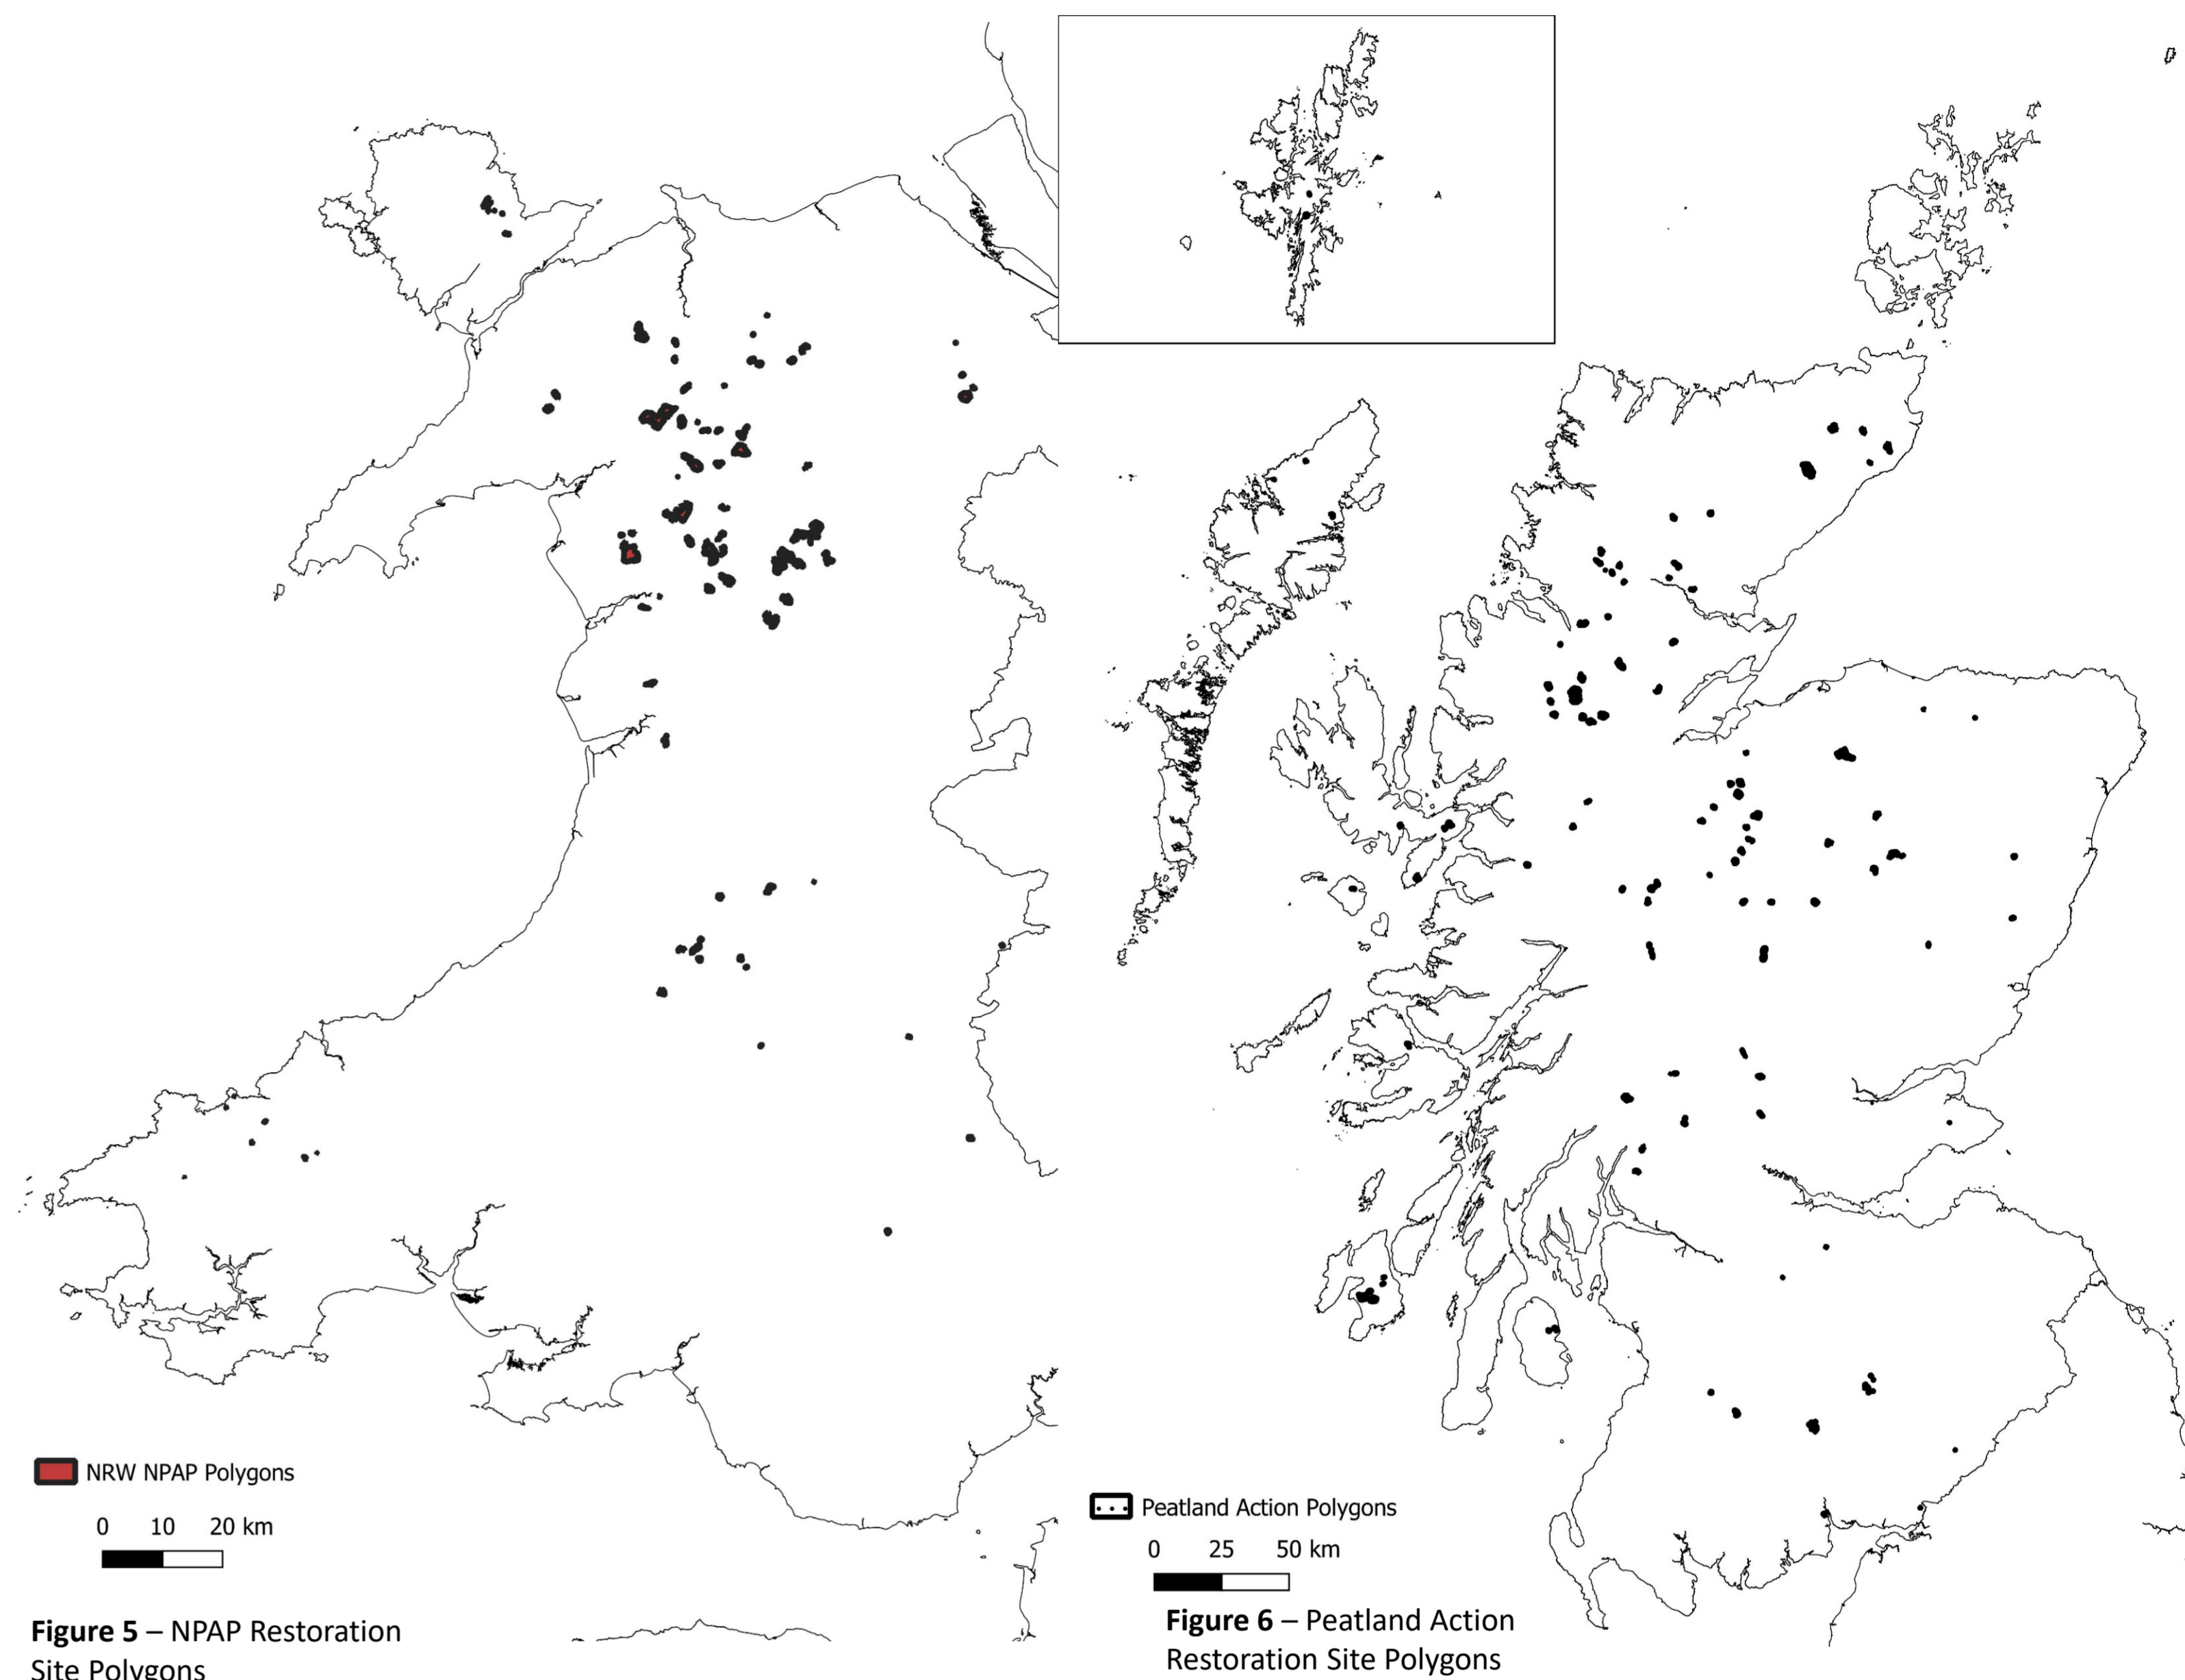 NRW NPAP Polygons
0 10 20 km
Figure 5 – NPAP Restoration
Site Polygons
Peatland Action Polygons
0 25 50 km
Figure 6 – Peatland Action
Restoration Site Polygons